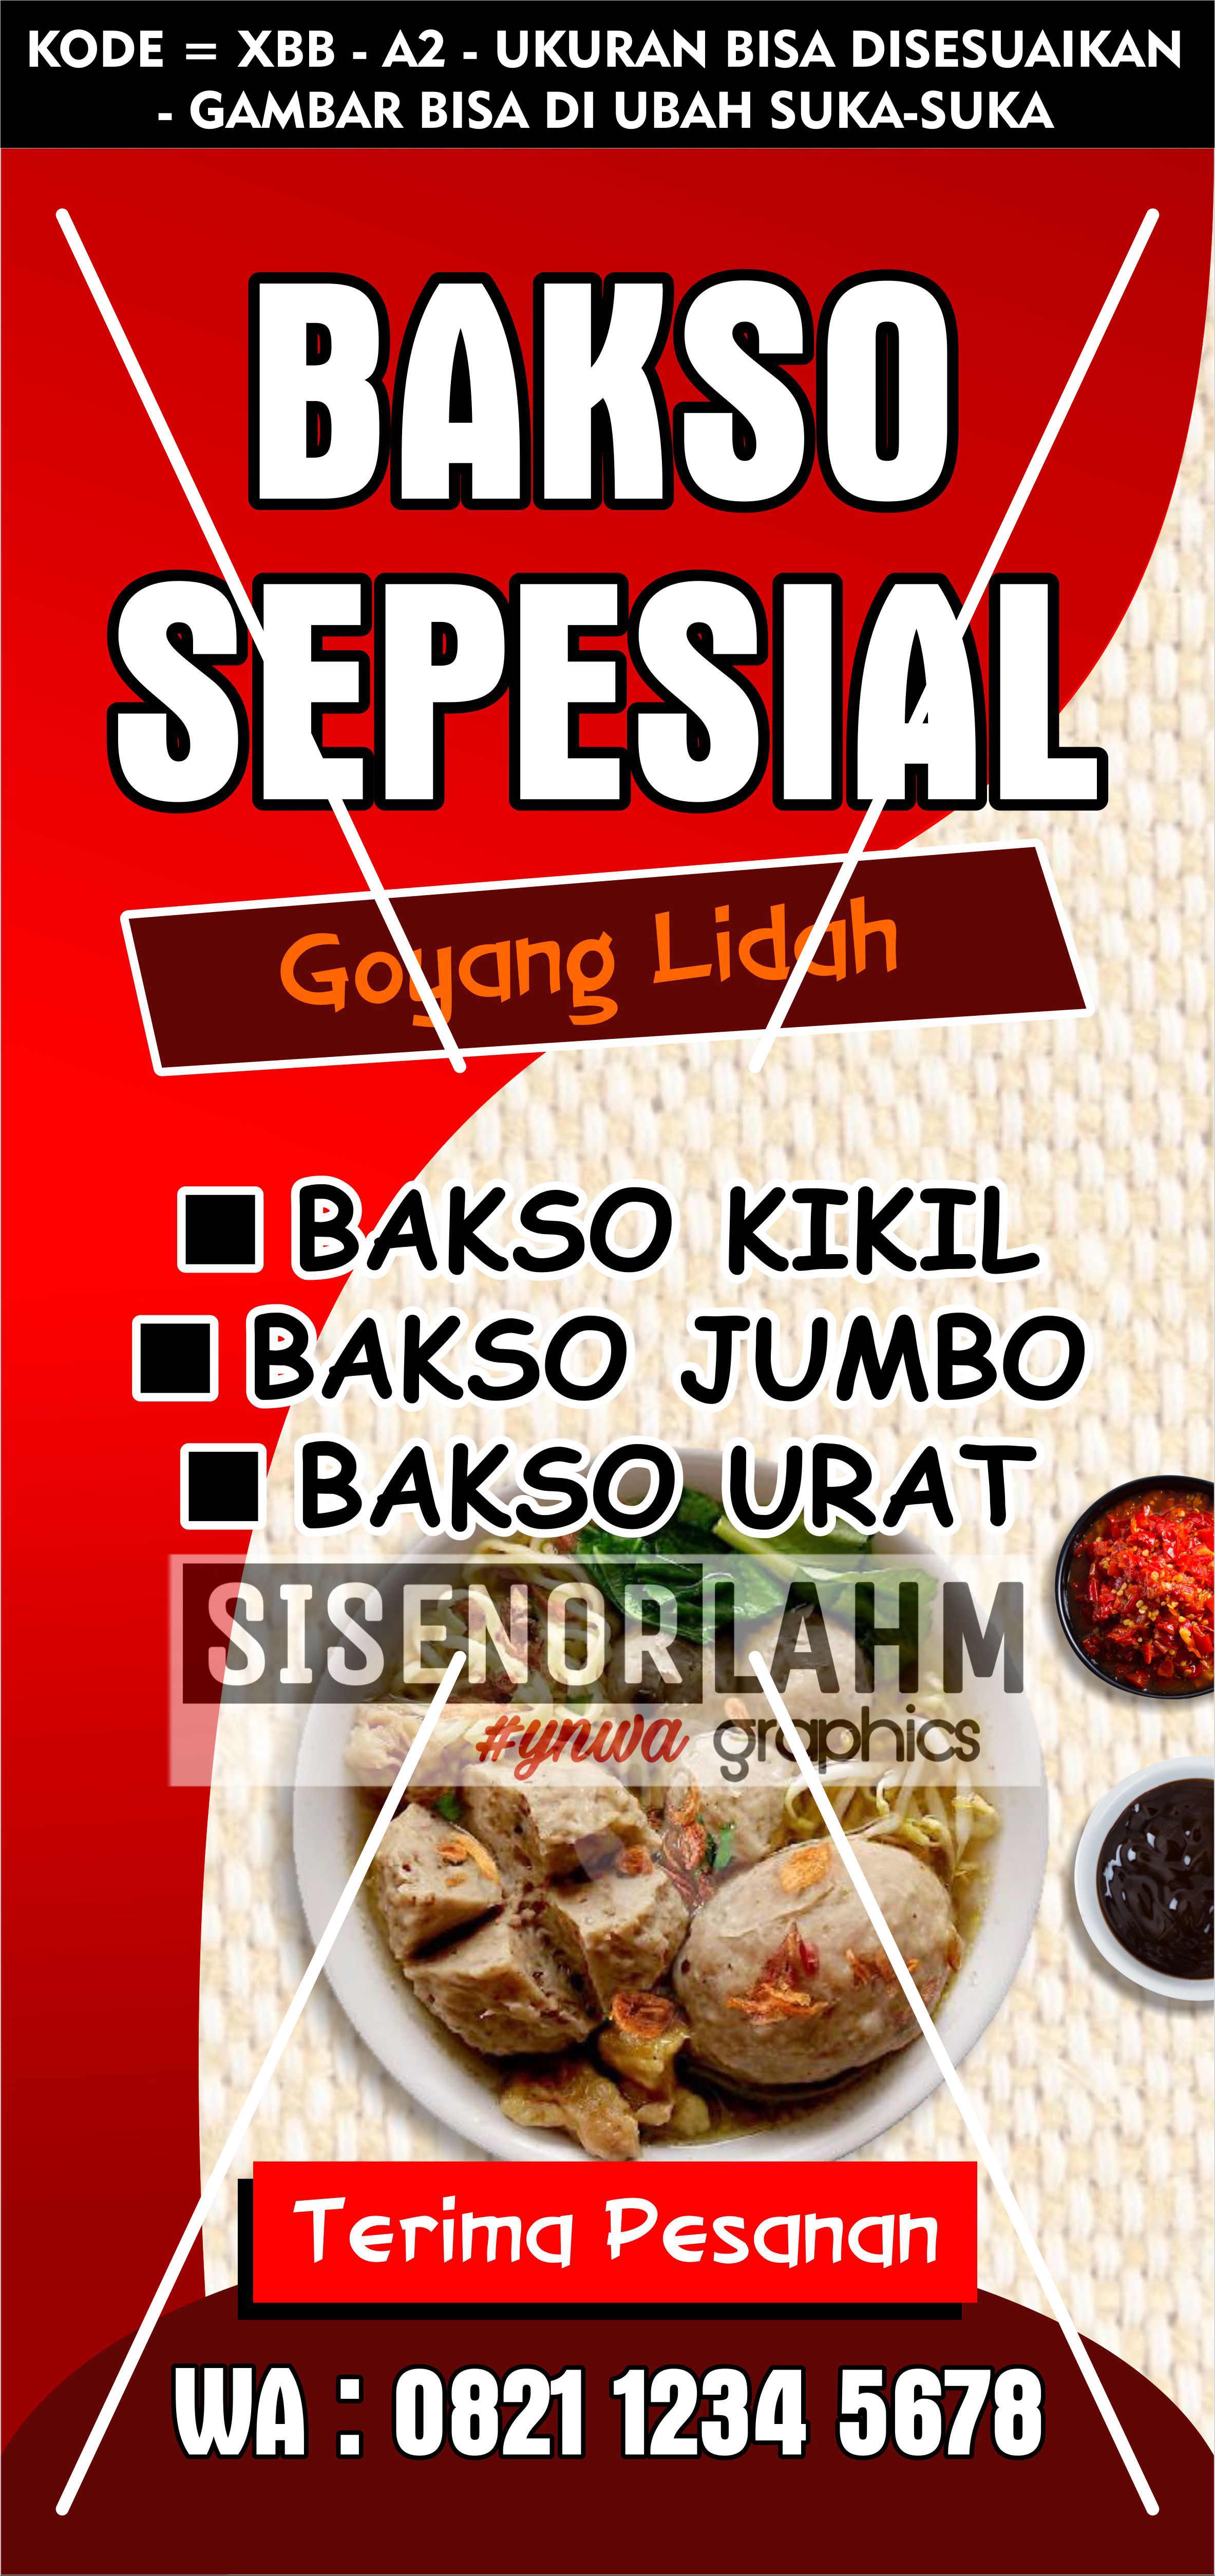 KODE = XBB - A2 - UKURAN BISA DISESUAIKAN
- GAMBAR BISA DI UBAH SUKA-SUKA
BAKSO
SEPESIAL
Goyang Lidah
■ BAKSO KIKIL
■ BAKSO JUMBO
■ BAKSO URAT
SISENORLAHM
#ynwa graphics
Terima Pesanan
WA : 0821 1234 5678